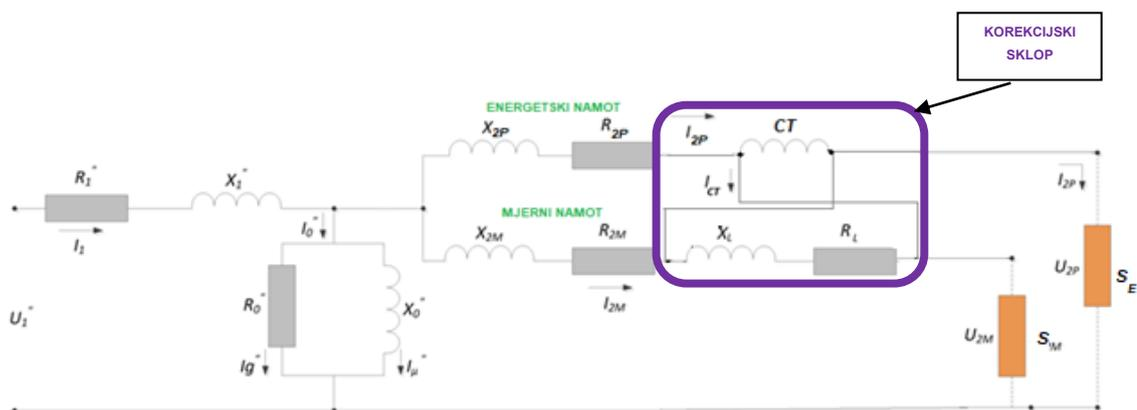 KOREKCIJSKI
SKLOP
ENERGETSKI NAMOT
X2P
R2P
I2P
CT
R1"
X1"
I1
I0"
ICT
I2P
MJERNI NAMOT
X2M
R2M
XL
RL
I2M
U1"
R0"
X0"
Ig"
Iμ"
U2P
SE
U2M
S'M